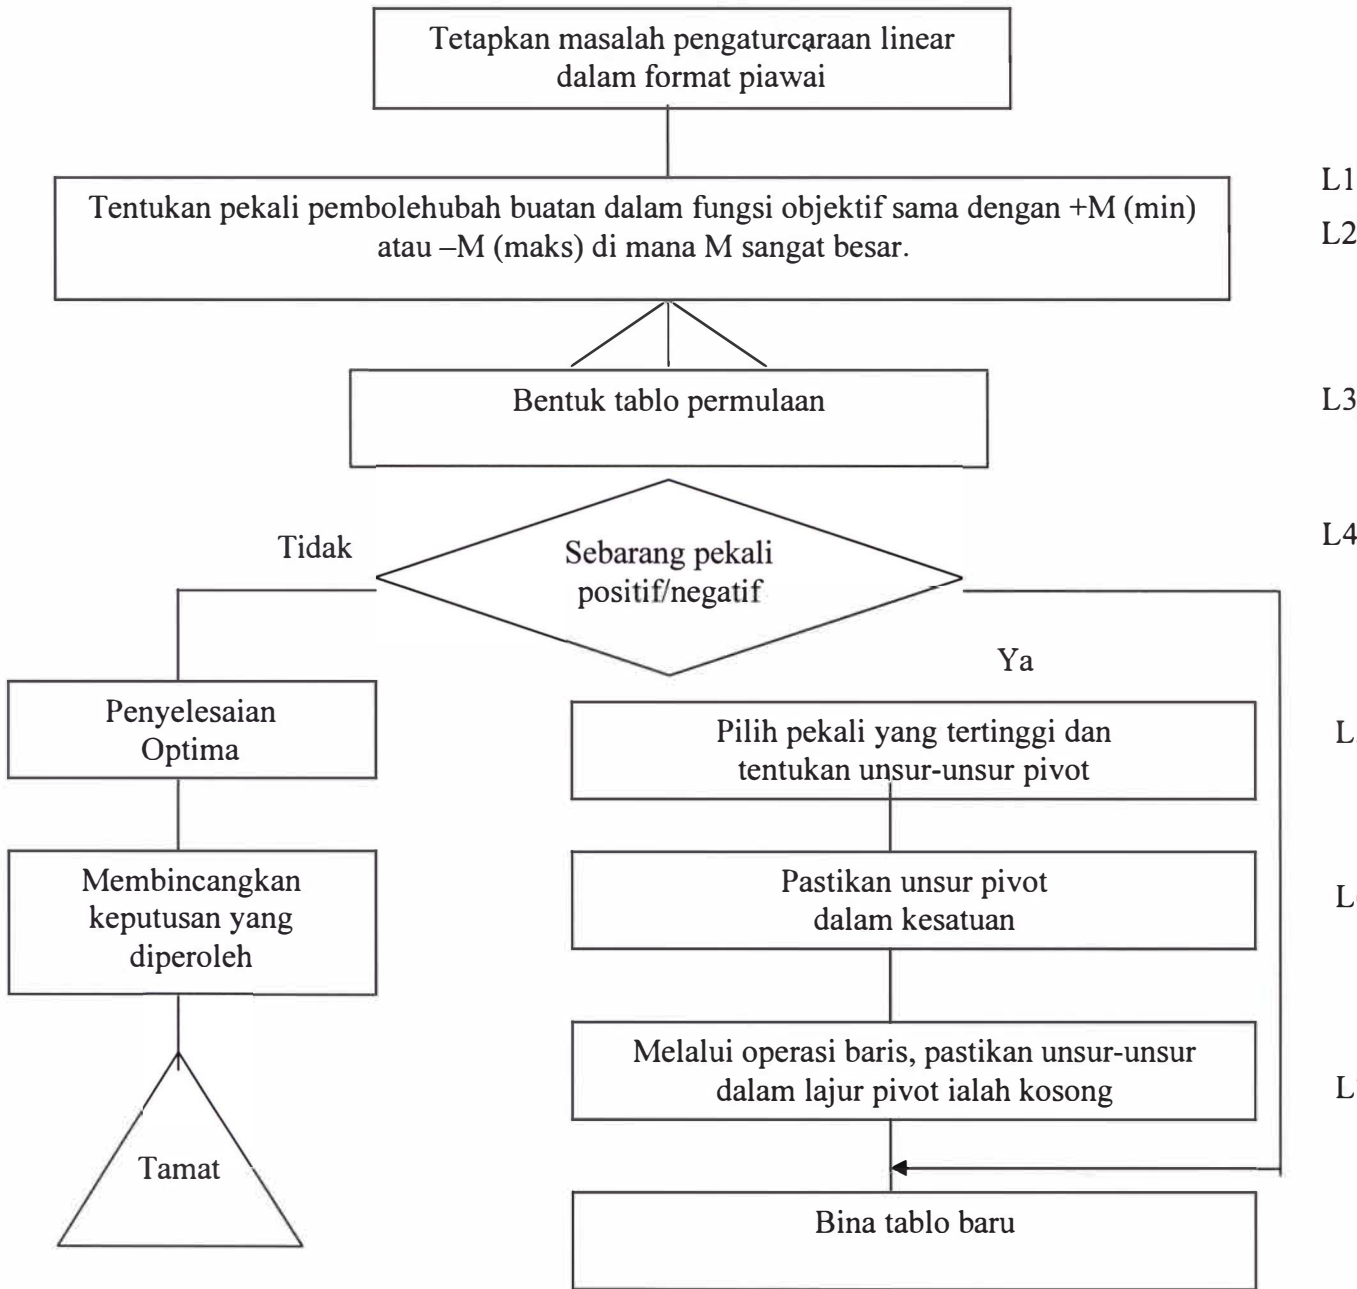 Tetapkan masalah pengaturcaraan linear
dalam format piawai
L1
Tentukan pekali pembolehubah buatan dalam fungsi objektif sama dengan +M (min)
L2
atau –M (maks) di mana M sangat besar.
Bentuk tablo permulaan
L3
L4
Tidak
Sebarang pekali
positif/negatif
Ya
Penyelesaian
Optima
Pilih pekali yang tertinggi dan
tentukan unsur-unsur pivot
L
Membincangkan
keputusan yang
diperoleh
Pastikan unsur pivot
dalam kesatuan
L
Melalui operasi baris, pastikan unsur-unsur
dalam lajur pivot ialah kosong
L
Tamat
Bina tablo baru